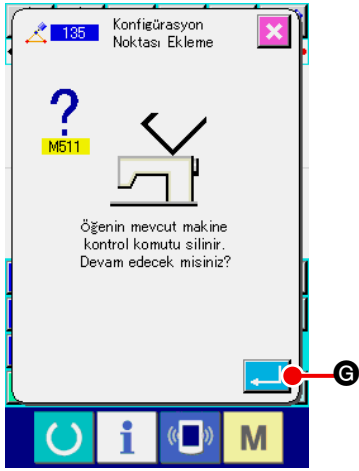 135
Konfigürasyon
Noktası Ekleme
X
?
M511
Öğenin mevcut makine
kontrol komutu silinir.
Devam edecek misiniz?
G
i
M